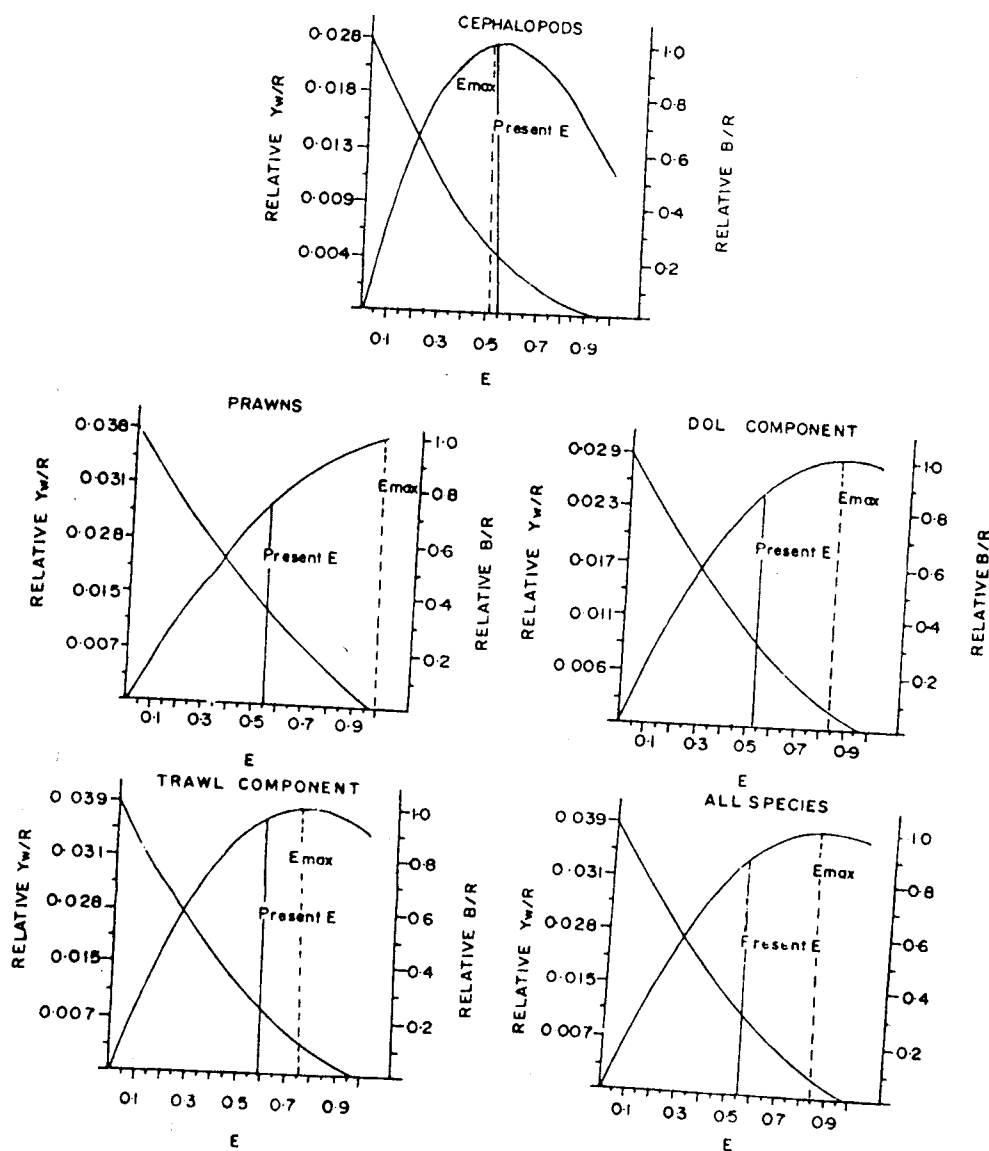 CEPHALOPODS
RELATIVE Yw/R
0.028
0.018
0.013
0.009
0.004
Emax
Present E
1.0
0.8
0.6
0.4
0.2
RELATIVE B/R
0.1 0.3 0.5 0.7 0.9
E
PRAWNS
RELATIVE Yw/R
0.038
0.031
0.028
0.015
0.007
Emax
Present E
1.0
0.8
0.6
0.4
0.2
RELATIVE B/R
0.1 0.3 0.5 0.7 0.9
E
DOL COMPONENT
RELATIVE Yw/R
0.029
0.023
0.017
0.011
0.006
Emax
Present E
1.0
0.8
0.6
0.4
0.2
RELATIVE B/R
0.1 0.3 0.5 0.7 0.9
E
TRAWL COMPONENT
RELATIVE Yw/R
0.039
0.031
0.028
0.015
0.007
Emax
Present E
1.0
0.8
0.6
0.4
0.2
RELATIVE B/R
0.1 0.3 0.5 0.7 0.9
E
ALL SPECIES
RELATIVE Yw/R
0.039
0.031
0.028
0.015
0.007
Emax
Present E
1.0
0.8
0.6
0.4
0.2
RELATIVE B/R
0.1 0.3 0.5 0.7 0.9
E